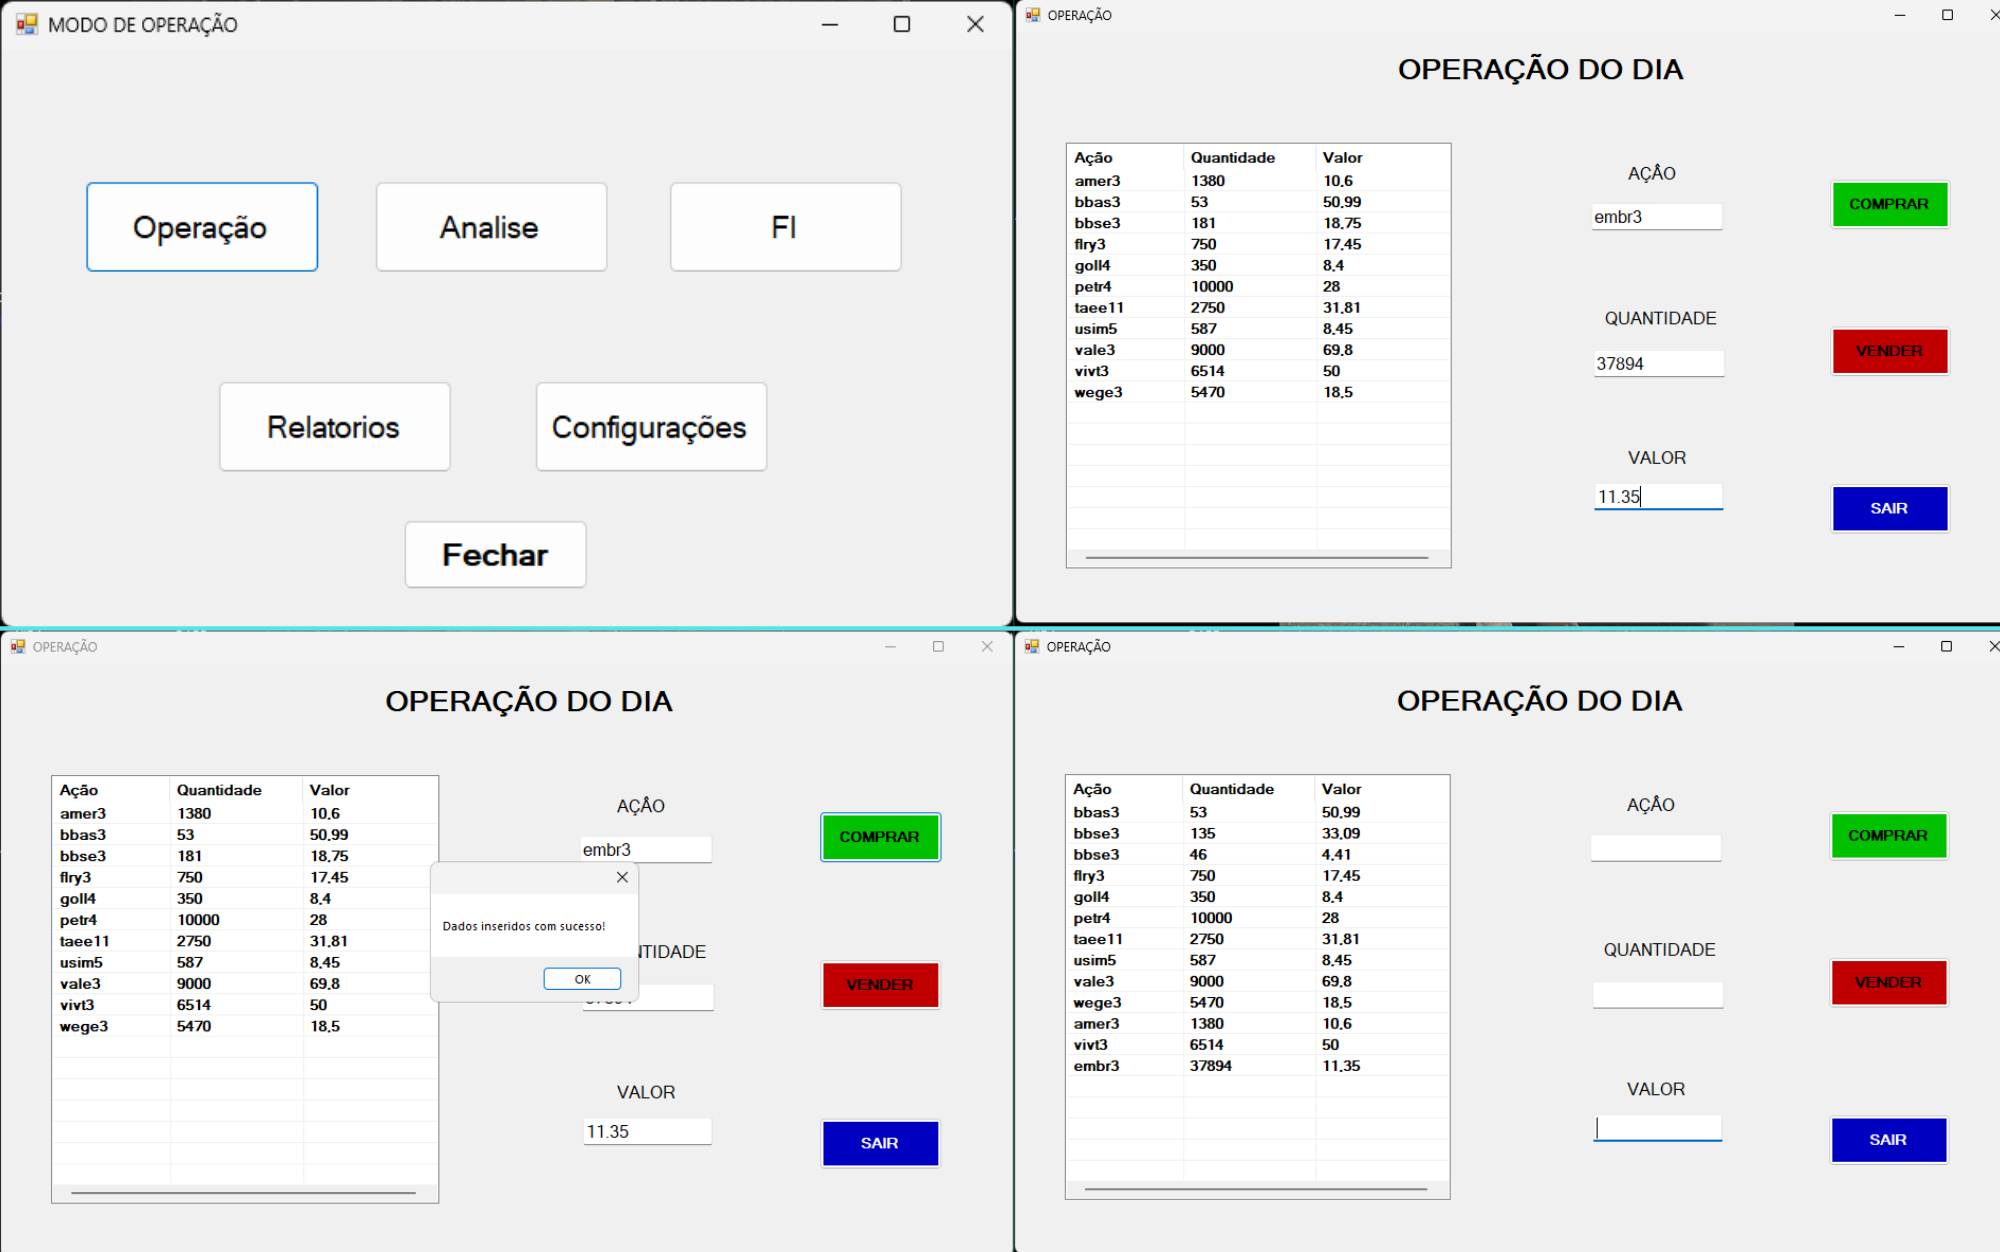 MODO DE OPERAÇÃO
Operação
Analise
FI
Relatorios
Configurações
Fechar
OPERAÇÃO
OPERAÇÃO DO DIA
Ação Quantidade Valor
amer3 1380 10,6
bbas3 53 50,99
bbse3 181 18,75
flry3 750 17,45
goll4 350 8,4
petr4 10000 28
taee11 2750 31,81
usim5 587 8,45
vale3 9000 69,8
vivt3 6514 50
wege3 5470 18,5
AÇÃO
embr3
QUANTIDADE
37894
VALOR
11.35
COMPRAR
VENDER
SAIR
OPERAÇÃO
OPERAÇÃO DO DIA
Ação Quantidade Valor
amer3 1380 10,6
bbas3 53 50,99
bbse3 181 18,75
flry3 750 17,45
goll4 350 8,4
petr4 10000 28
taee11 2750 31,81
usim5 587 8,45
vale3 9000 69,8
vivt3 6514 50
wege3 5470 18,5
AÇÃO
embr3
Dados inseridos com sucesso!
OK
NTIDADE
VALOR
11.35
COMPRAR
VENDER
SAIR
OPERAÇÃO
OPERAÇÃO DO DIA
Ação Quantidade Valor
bbas3 53 50,99
bbse3 135 33,09
bbse3 46 4,41
flry3 750 17,45
goll4 350 8,4
petr4 10000 28
taee11 2750 31,81
usim5 587 8,45
vale3 9000 69,8
wege3 5470 18,5
amer3 1380 10,6
vivt3 6514 50
embr3 37894 11,35
AÇÃO
QUANTIDADE
VALOR
COMPRAR
VENDER
SAIR